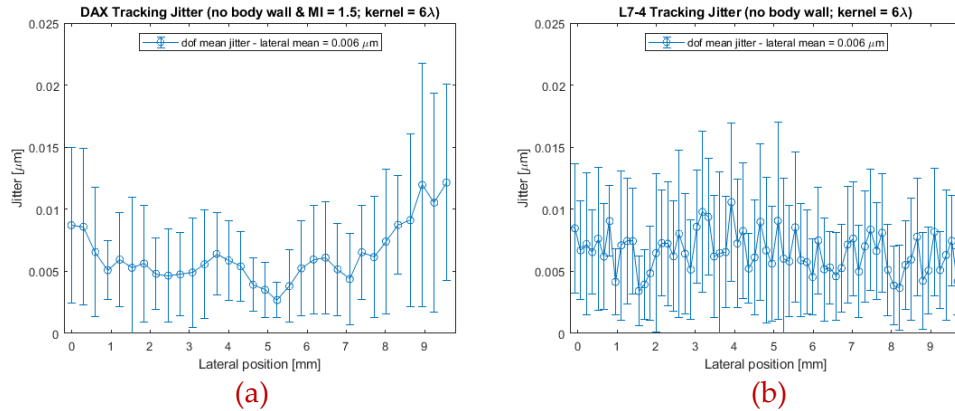 DAX Tracking Jitter (no body wall & MI = 1.5; kernel = 6λ)
dof mean jitter - lateral mean = 0.006 μm
Jitter [μm]
0.025
0.02
0.015
0.01
0.005
0
0 1 2 3 4 5 6 7 8 9
Lateral position [mm]
(a)
L7-4 Tracking Jitter (no body wall; kernel = 6λ)
dof mean jitter - lateral mean = 0.006 μm
Jitter [μm]
0.025
0.02
0.015
0.01
0.005
0
0 1 2 3 4 5 6 7 8 9
Lateral position [mm]
(b)